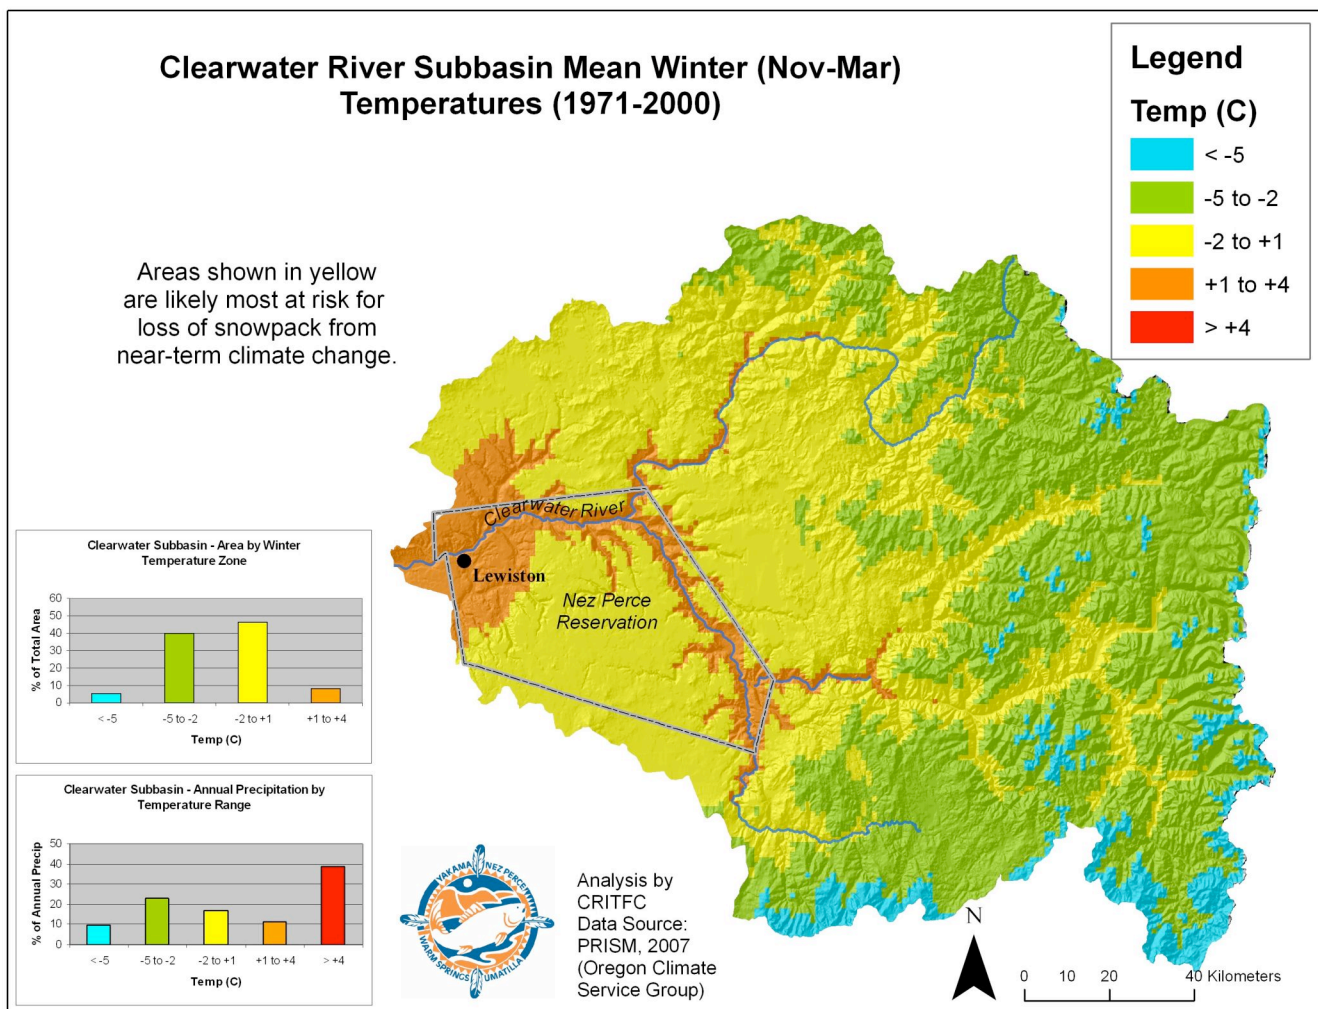 Clearwater River Subbasin Mean Winter (Nov-Mar)
Temperatures (1971-2000)
Legend
Temp (C)
< -5
-5 to -2
-2 to +1
+1 to +4
> +4
Areas shown in yellow
are likely most at risk for
loss of snowpack from
near-term climate change.
Clearwater River
Lewiston
Nez Perce
Reservation
Clearwater Subbasin - Area by Winter
Temperature Zone
% of Total Area
60
50
40
30
20
10
0
< -5
-5 to -2
-2 to +1
+1 to +4
Temp (C)
Clearwater Subbasin - Annual Precipitation by
Temperature Range
% of Annual Precip
50
40
30
20
10
0
< -5
-5 to -2
-2 to +1
+1 to +4
> +4
Temp (C)
YAKAMA
NEZ PERCE
WARM SPRINGS
UMATILLA
Analysis by
CRITFC
Data Source:
PRISM, 2007
(Oregon Climate
Service Group)
N
0 10 20 40 Kilometers